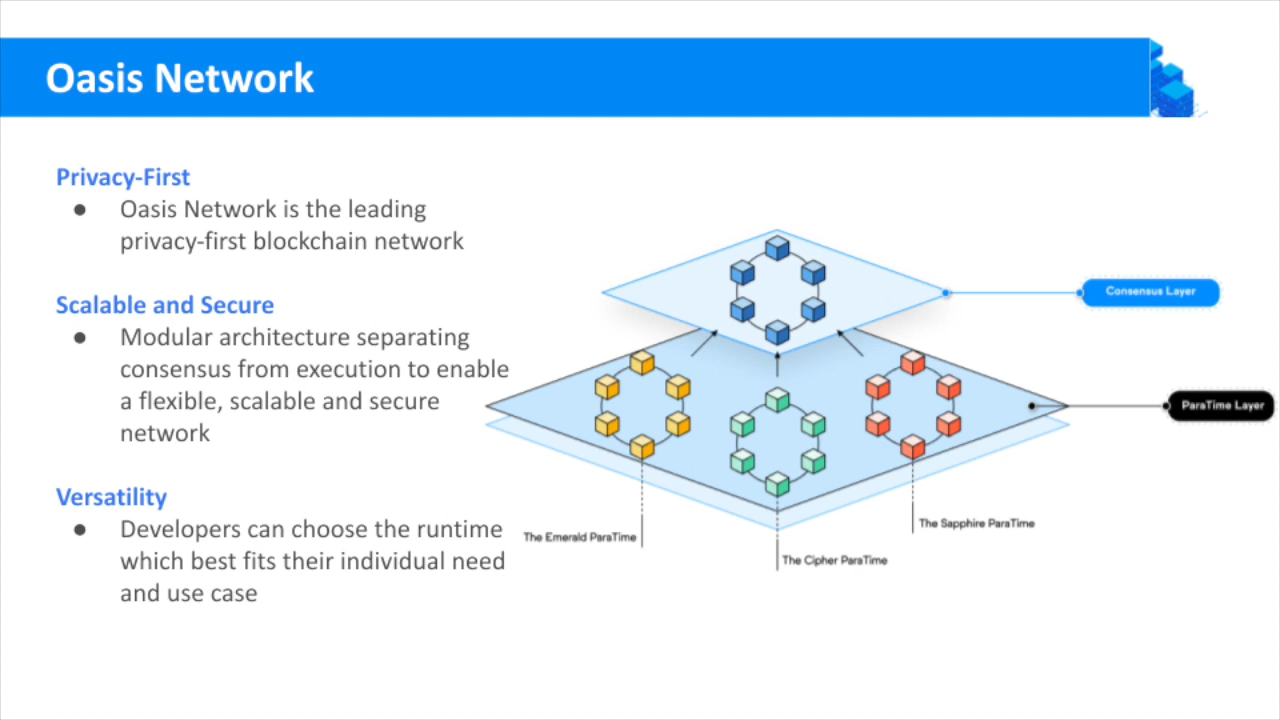 Oasis Network
Privacy-First
● Oasis Network is the leading
privacy-first blockchain network
Scalable and Secure
● Modular architecture separating
consensus from execution to enable
a flexible, scalable and secure
network
Versatility
● Developers can choose the runtime
which best fits their individual need
and use case
Consensus Layer
ParaTime Layer
The Emerald ParaTime
The Cipher ParaTime
The Sapphire ParaTime